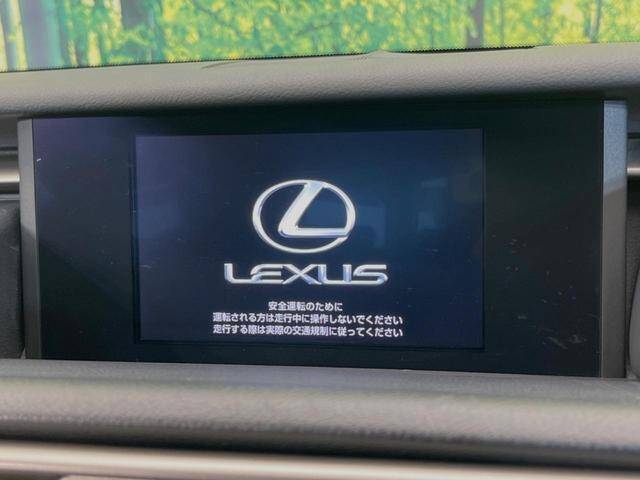 LEXUS
安全運転のために
運転される方は走行中に操作しないでください
走行する際は実際の交通規制に従ってください